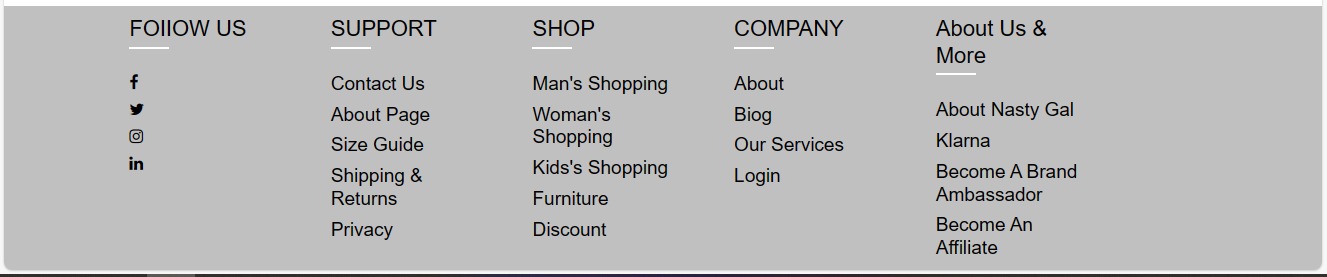 FOIIOW US
SUPPORT
Contact Us
About Page
Size Guide
Shipping &
Returns
Privacy
SHOP
Man's Shopping
Woman's
Shopping
Kid's Shopping
Furniture
Discount
COMPANY
About
Biog
Our Services
Login
About Us &
More
About Nasty Gal
Klarna
Become A Brand
Ambassador
Become An
Affiliate